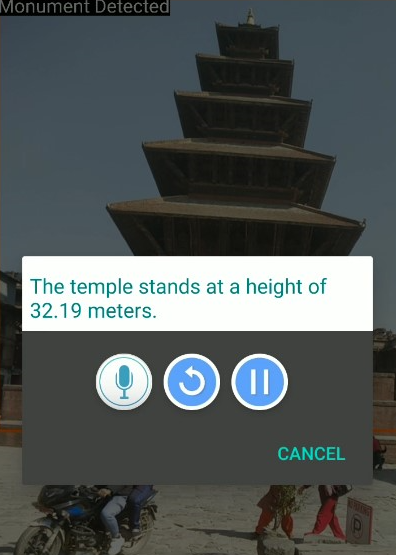 Monument Detected
The temple stands at a height of
32.19 meters.
CANCEL
P